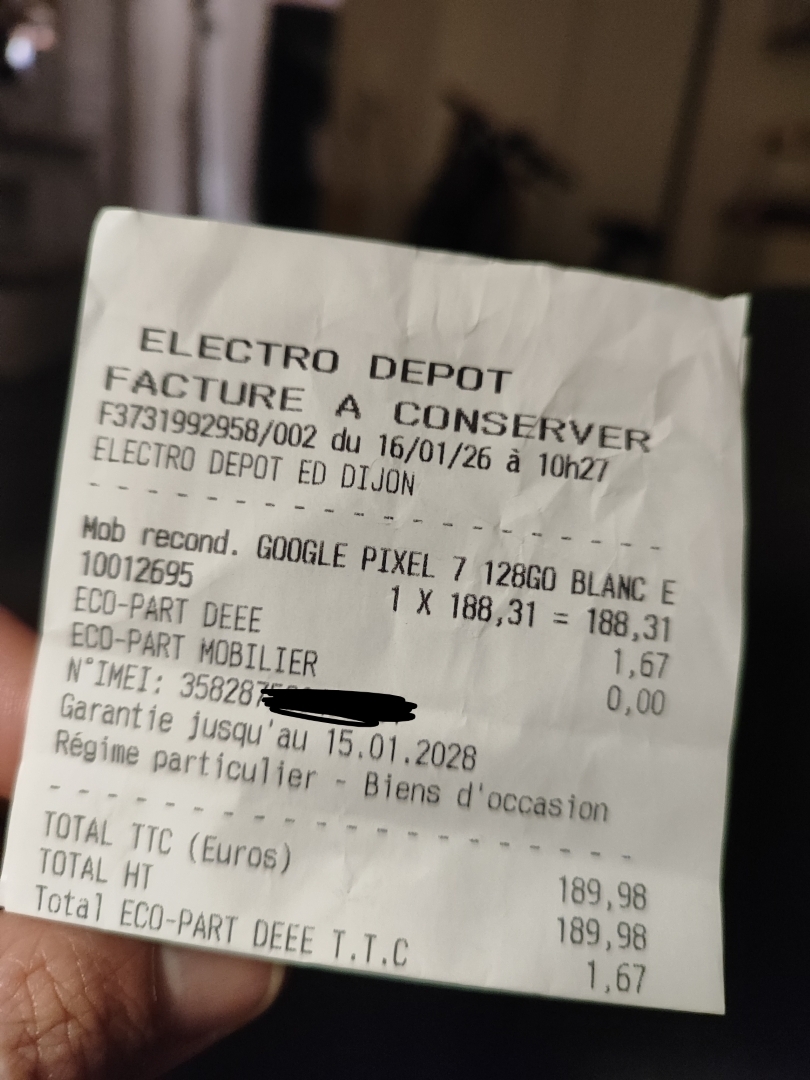 ELECTRO DEPOT
FACTURE A CONSERVER
F3731992958/002 du 16/01/26 à 10h27
ELECTRO DEPOT ED DIJON
- - - - - - - - - - - - - - - - - - - -
Mob recond. GOOGLE PIXEL 7 128GO BLANC E
10012695 1 X 188,31 = 188,31
ECO-PART DEEE 1,67
ECO-PART MOBILIER 0,00
N°IMEI: 358287
Garantie jusqu'au 15.01.2028
Régime particulier - Biens d'occasion
- - - - - - - - - - - - - - - - - - - -
TOTAL TTC (Euros) 189,98
TOTAL HT 189,98
Total ECO-PART DEEE T.T.C 1,67